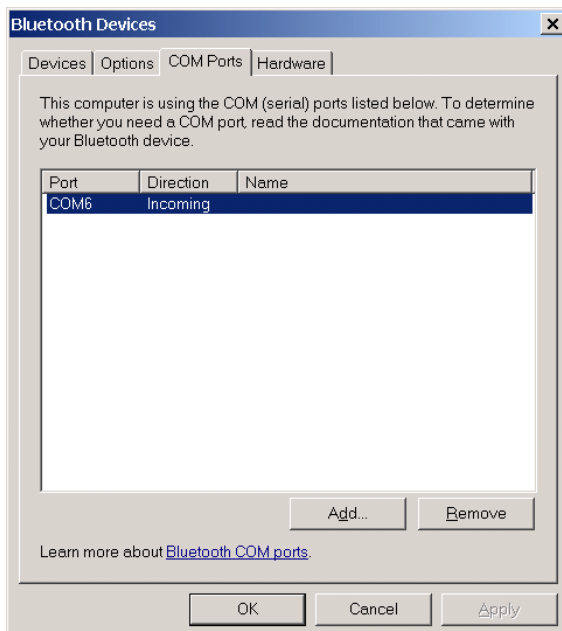 Bluetooth Devices
Devices Options COM Ports Hardware
This computer is using the COM (serial) ports listed below. To determine
whether you need a COM port, read the documentation that came with
your Bluetooth device.
Port Direction Name
COM6 Incoming
Add... Remove
Learn more about Bluetooth COM ports.
OK Cancel Apply